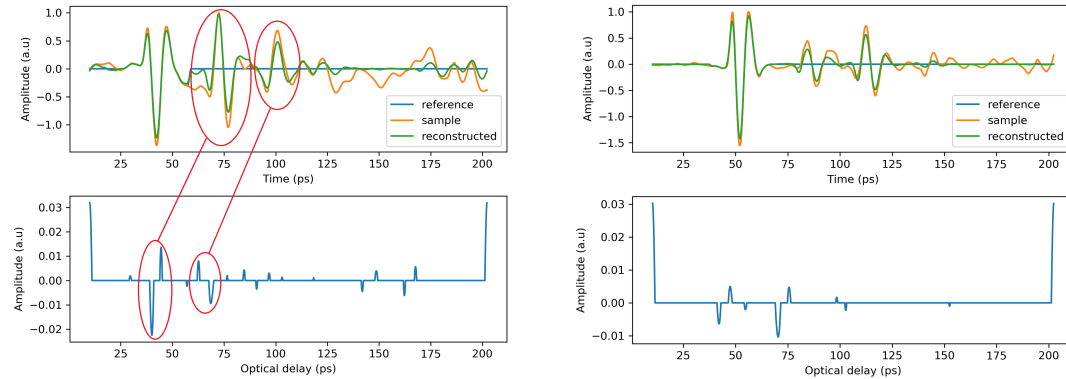 1.0
0.5
0.0
−0.5
−1.0
Amplitude (a.u)
25 50 75 100 125 150 175 200
Time (ps)
reference
sample
reconstructed
1.0
0.5
0.0
−0.5
−1.0
−1.5
Amplitude (a.u)
25 50 75 100 125 150 175 200
Time (ps)
reference
sample
reconstructed
0.03
0.02
0.01
0.00
−0.01
−0.02
Amplitude (a.u)
25 50 75 100 125 150 175 200
Optical delay (ps)
0.03
0.02
0.01
0.00
−0.01
Amplitude (a.u)
25 50 75 100 125 150 175 200
Optical delay (ps)